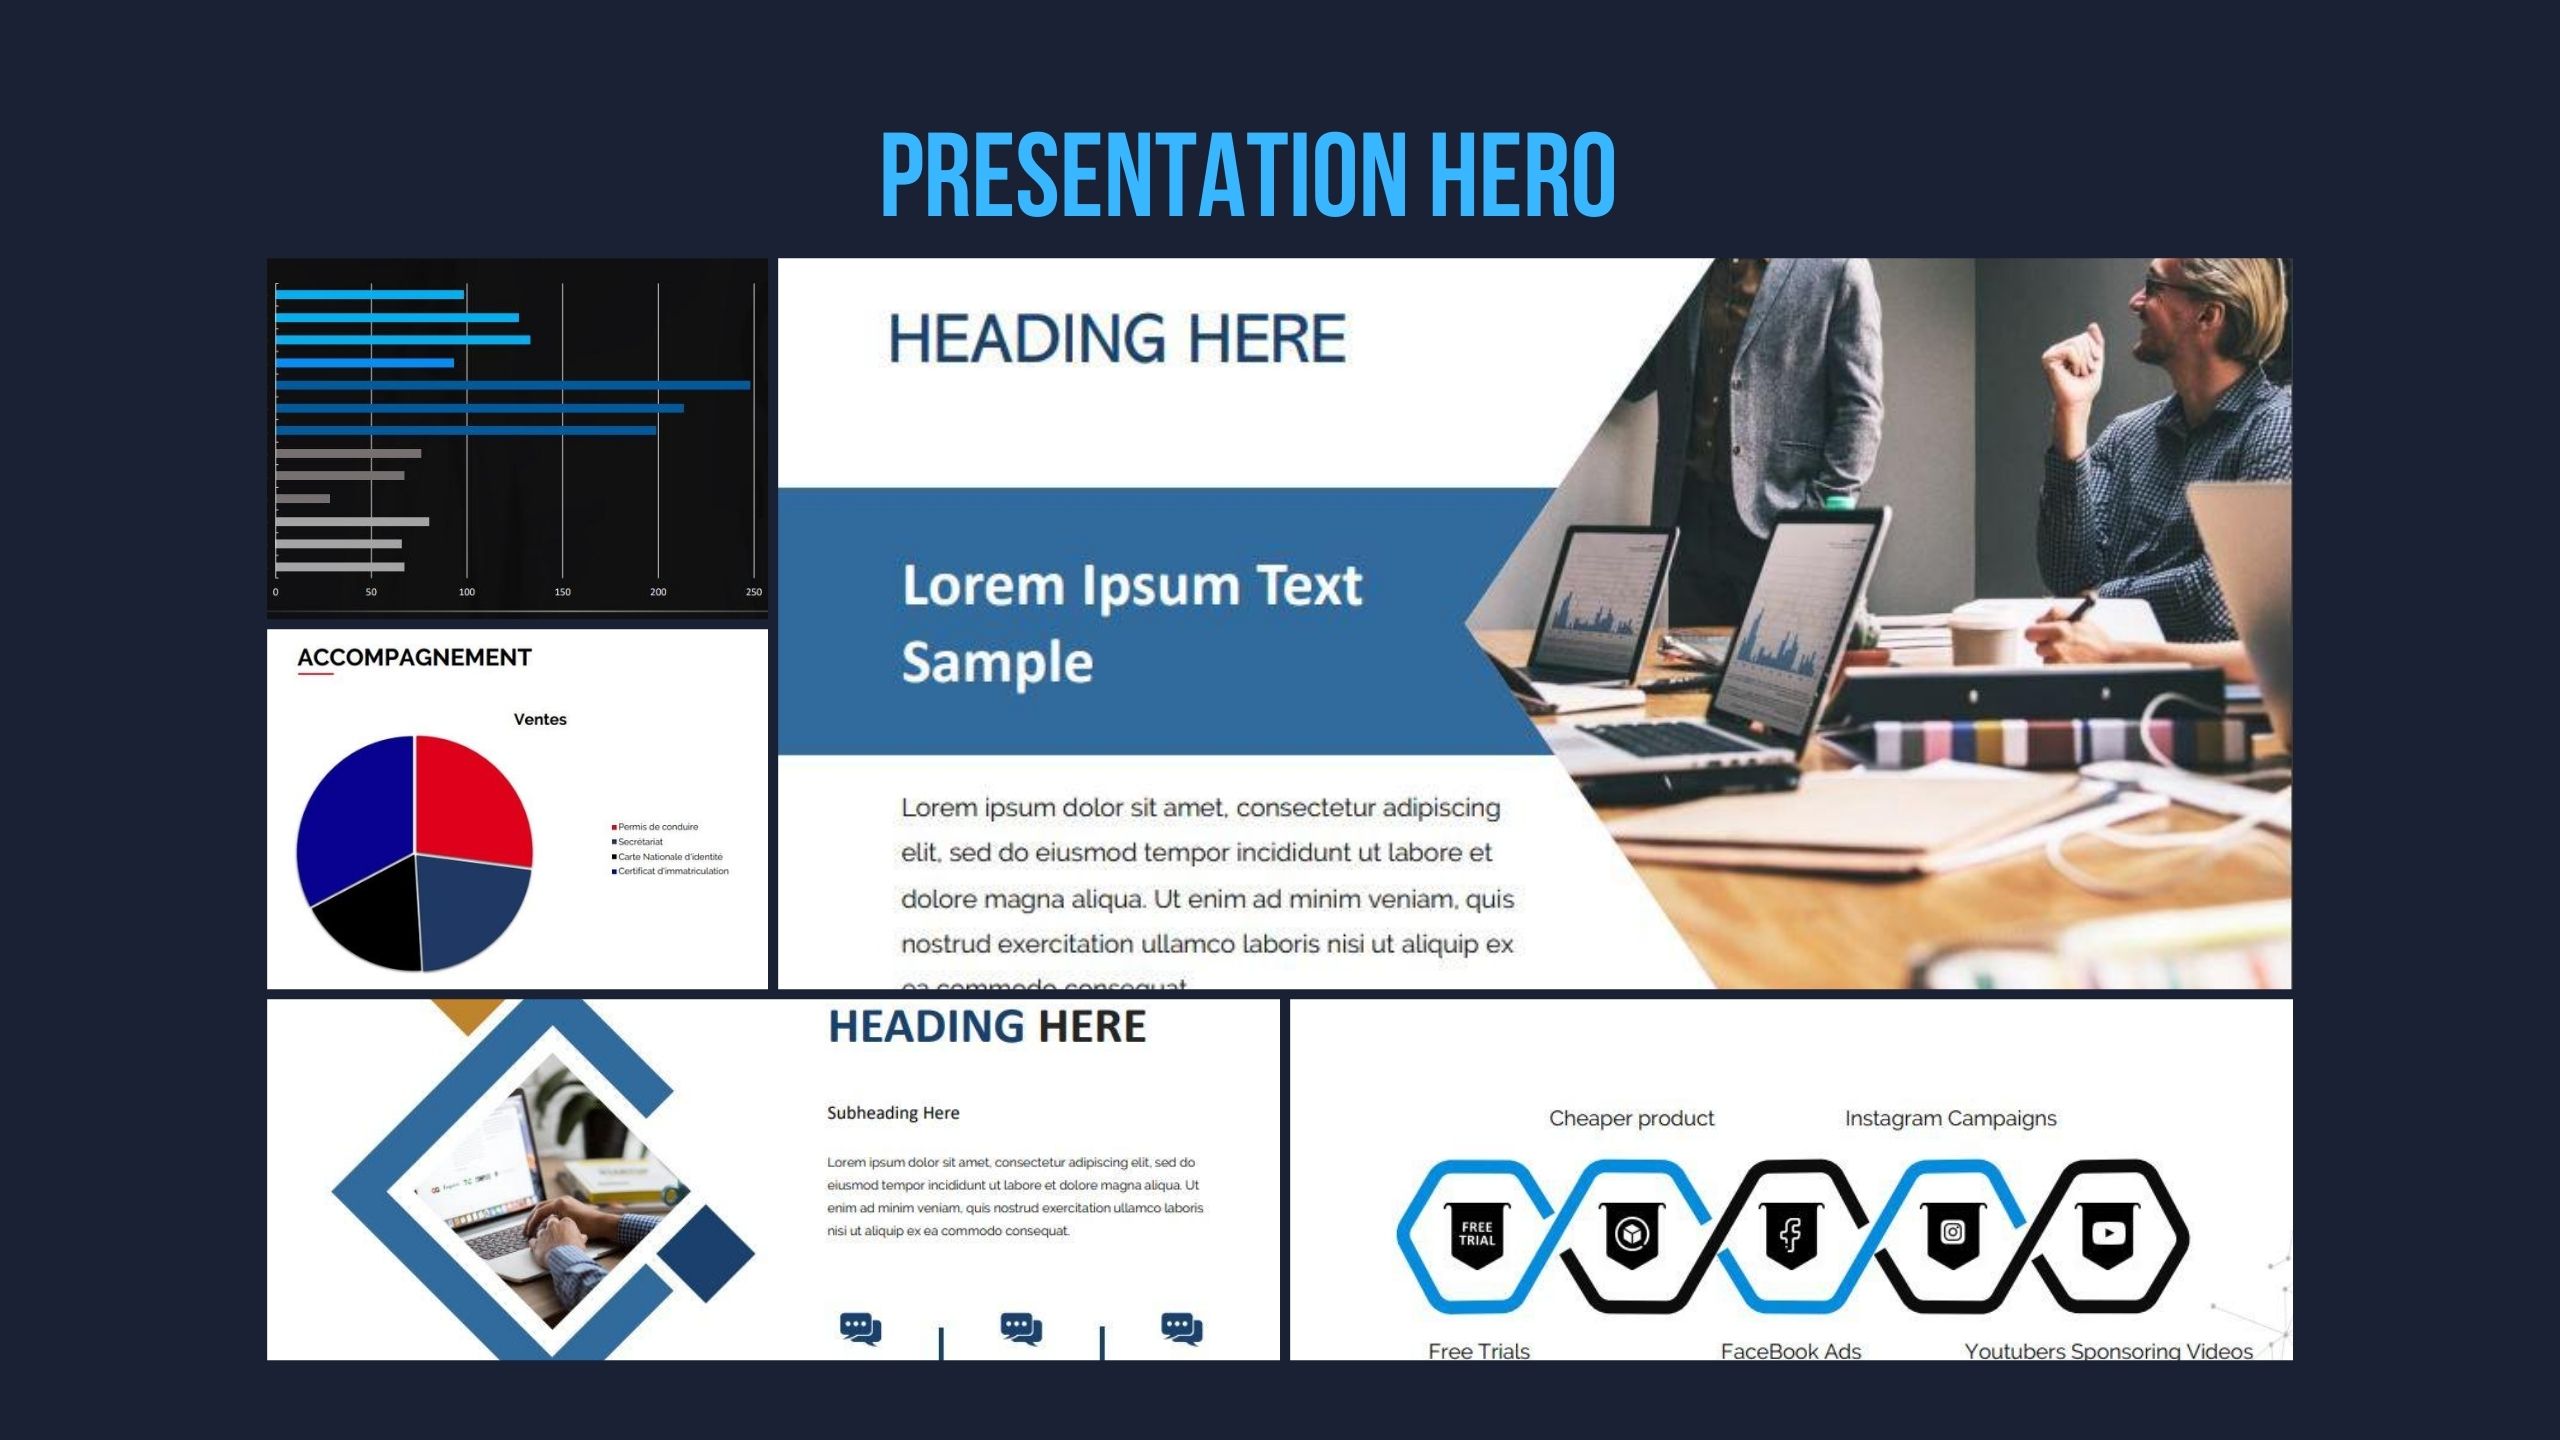 PRESENTATION HERO
0 50 100 150 200 250
ACCOMPAGNEMENT
Ventes
Permis de conduire
Secrétariat
Carte Nationale d'identité
Certificat d'immatriculation
HEADING HERE
Lorem Ipsum Text
Sample
Lorem ipsum dolor sit amet, consectetur adipiscing
elit, sed do eiusmod tempor incididunt ut labore et
dolore magna aliqua. Ut enim ad minim veniam, quis
nostrud exercitation ullamco laboris nisi ut aliquip ex
ea commodo consequat
HEADING HERE
Subheading Here
Lorem ipsum dolor sit amet, consectetur adipiscing elit, sed do
eiusmod tempor incididunt ut labore et dolore magna aliqua. Ut
enim ad minim veniam, quis nostrud exercitation ullamco laboris
nisi ut aliquip ex ea commodo consequat.
Cheaper product Instagram Campaigns
FREE
TRIAL
Free Trials FaceBook Ads Youtubers Sponsoring Videos